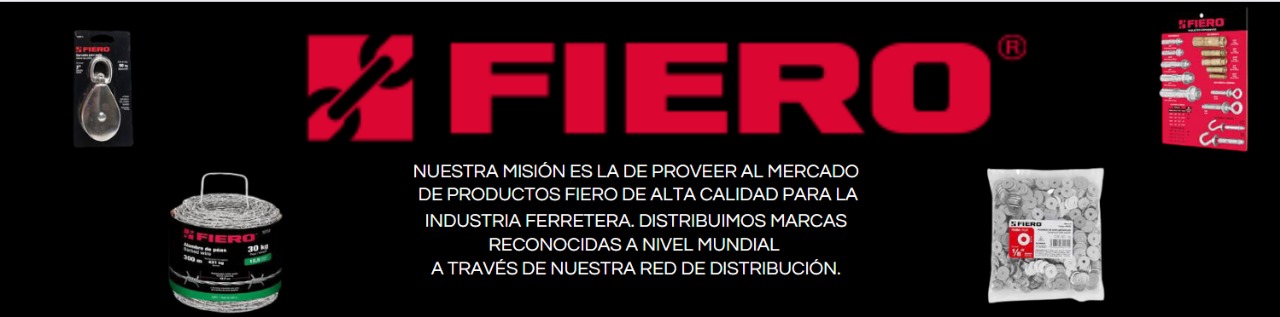 FIERO®
NUESTRA MISIÓN ES LA DE PROVEER AL MERCADO
DE PRODUCTOS FIERO DE ALTA CALIDAD PARA LA
INDUSTRIA FERRETERA. DISTRIBUIMOS MARCAS
RECONOCIDAS A NIVEL MUNDIAL
A TRAVÉS DE NUESTRA RED DE DISTRIBUCIÓN.
FIERO
FIERO
FIERO
Alambre de púas
Barbed wire
30 kg
300 m
FIERO